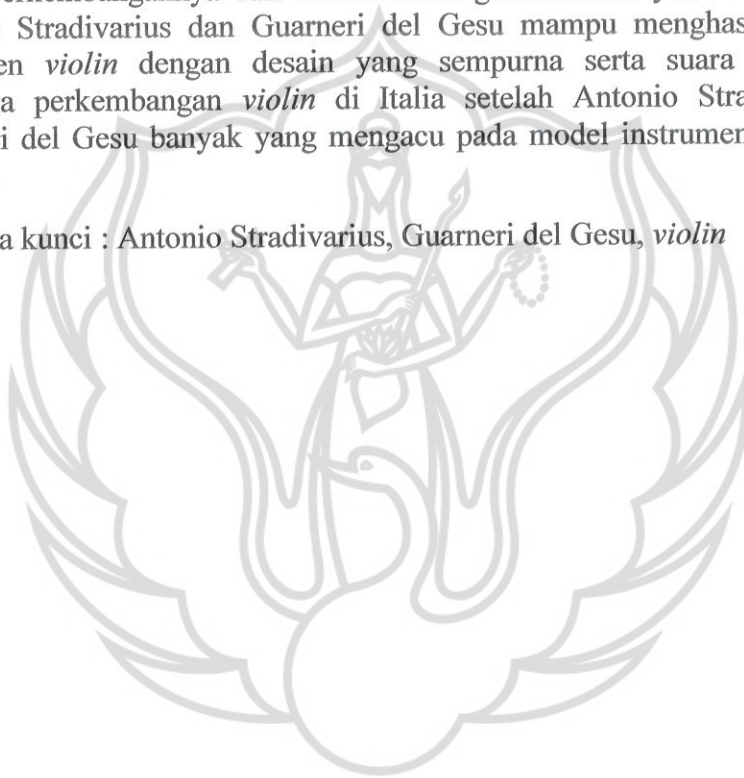 Stradivarius dan Guarneri del Gesu mampu menghas
en violin dengan desain yang sempurna serta suara
a perkembangan violin di Italia setelah Antonio Stra
i del Gesu banyak yang mengacu pada model instrumen
a kunci : Antonio Stradivarius, Guarneri del Gesu, violin